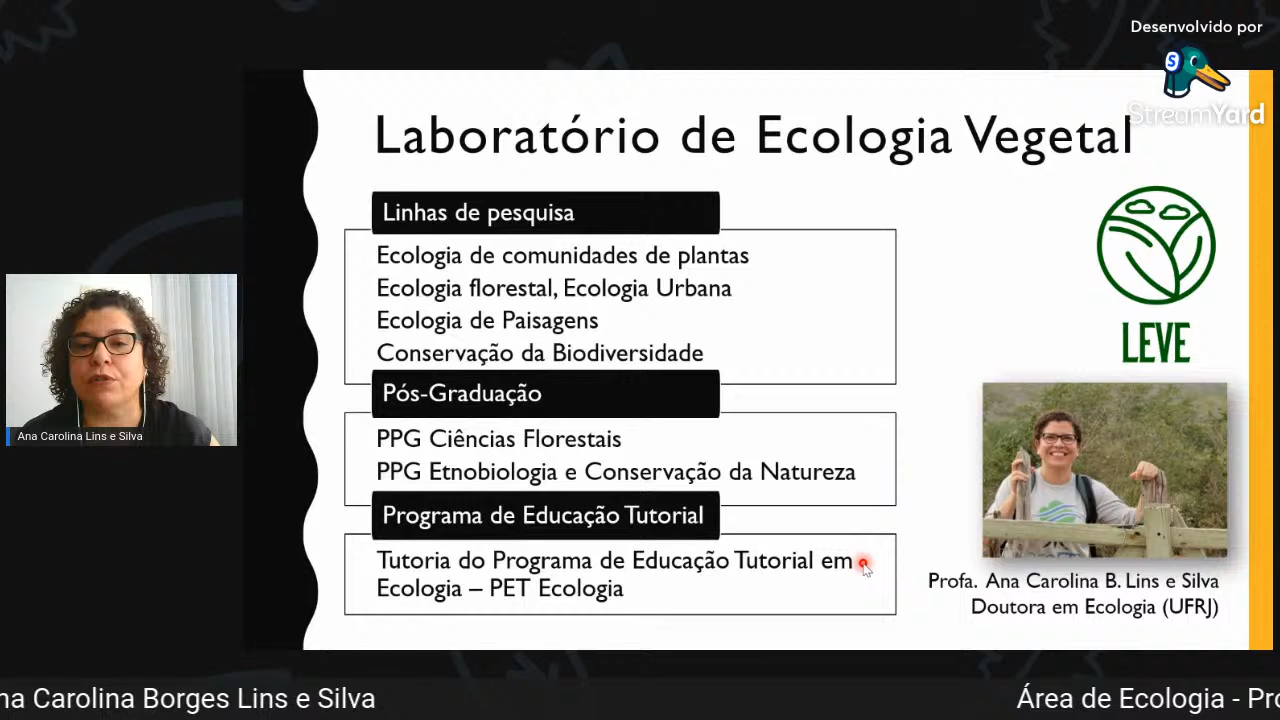 Desenvolvido por
StreamYard
Laboratório de Ecologia Vegetal
Linhas de pesquisa
Ecologia de comunidades de plantas
Ecologia florestal, Ecologia Urbana
Ecologia de Paisagens
Conservação da Biodiversidade
Pós-Graduação
PPG Ciências Florestais
PPG Etnobiologia e Conservação da Natureza
Programa de Educação Tutorial
Tutoria do Programa de Educação Tutorial em
Ecologia – PET Ecologia
LEVE
Profa. Ana Carolina B. Lins e Silva
Doutora em Ecologia (UFRJ)
Ana Carolina Lins e Silva
na Carolina Borges Lins e Silva
Área de Ecologia - Pro